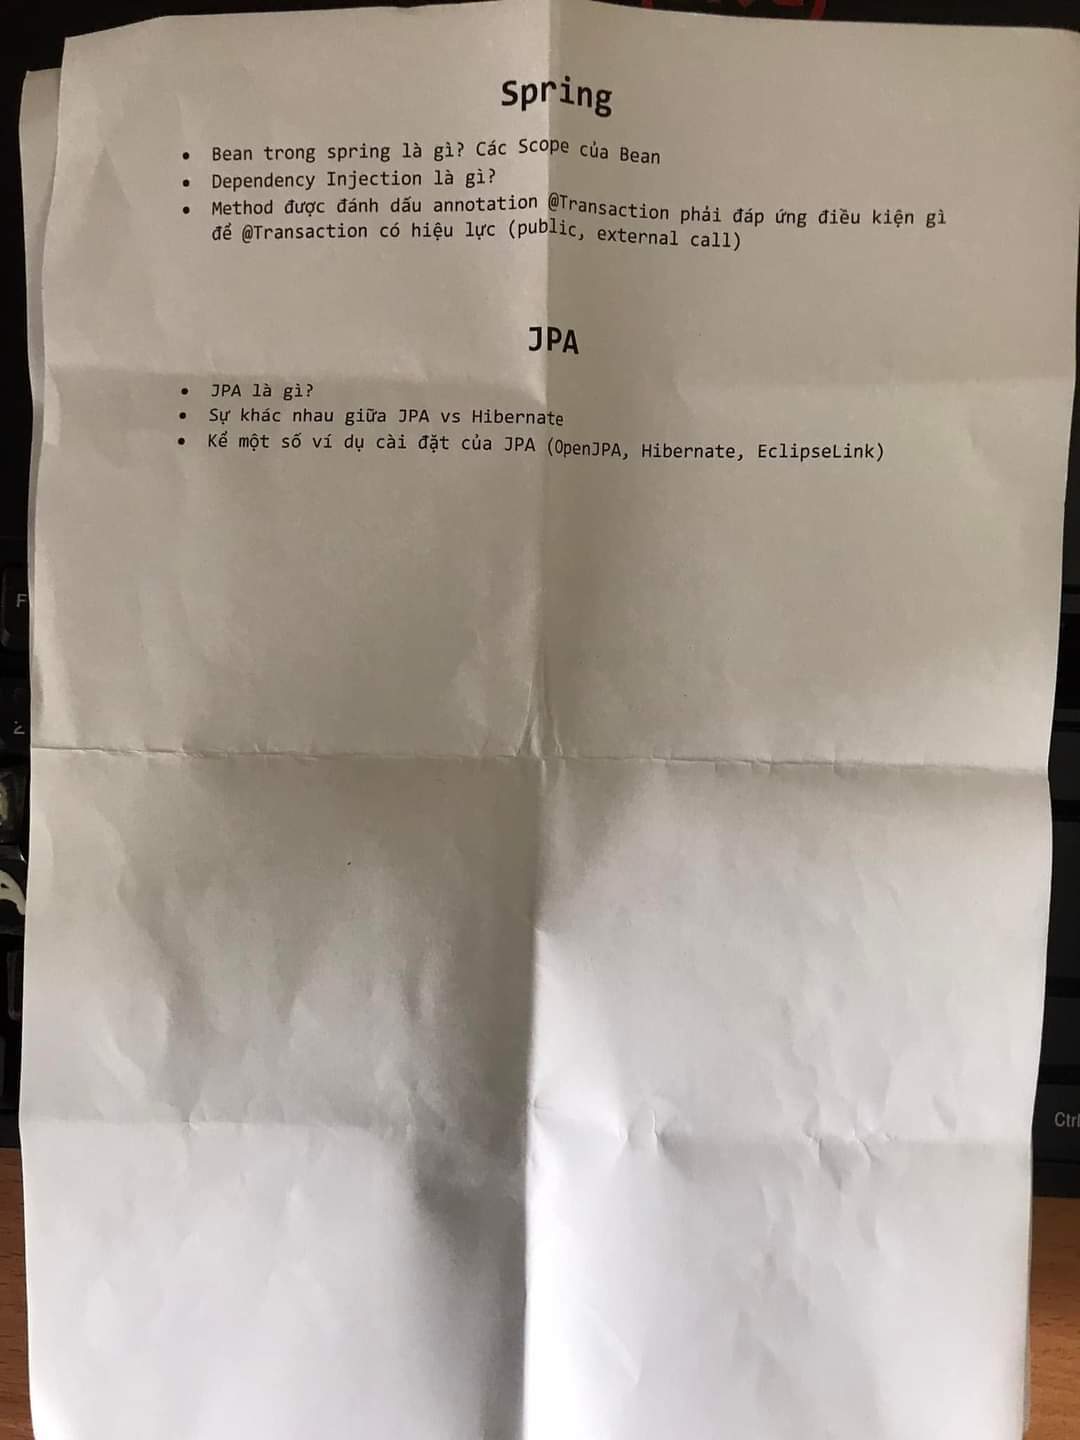 Spring
• Bean trong spring là gì? Các Scope của Bean
• Dependency Injection là gì?
• Method được đánh dấu annotation @Transaction phải đáp ứng điều kiện gì
để @Transaction có hiệu lực (public, external call)
JPA
• JPA là gì?
• Sự khác nhau giữa JPA vs Hibernate
• Kể một số ví dụ cài đặt của JPA (OpenJPA, Hibernate, EclipseLink)
F
A
Ctrl